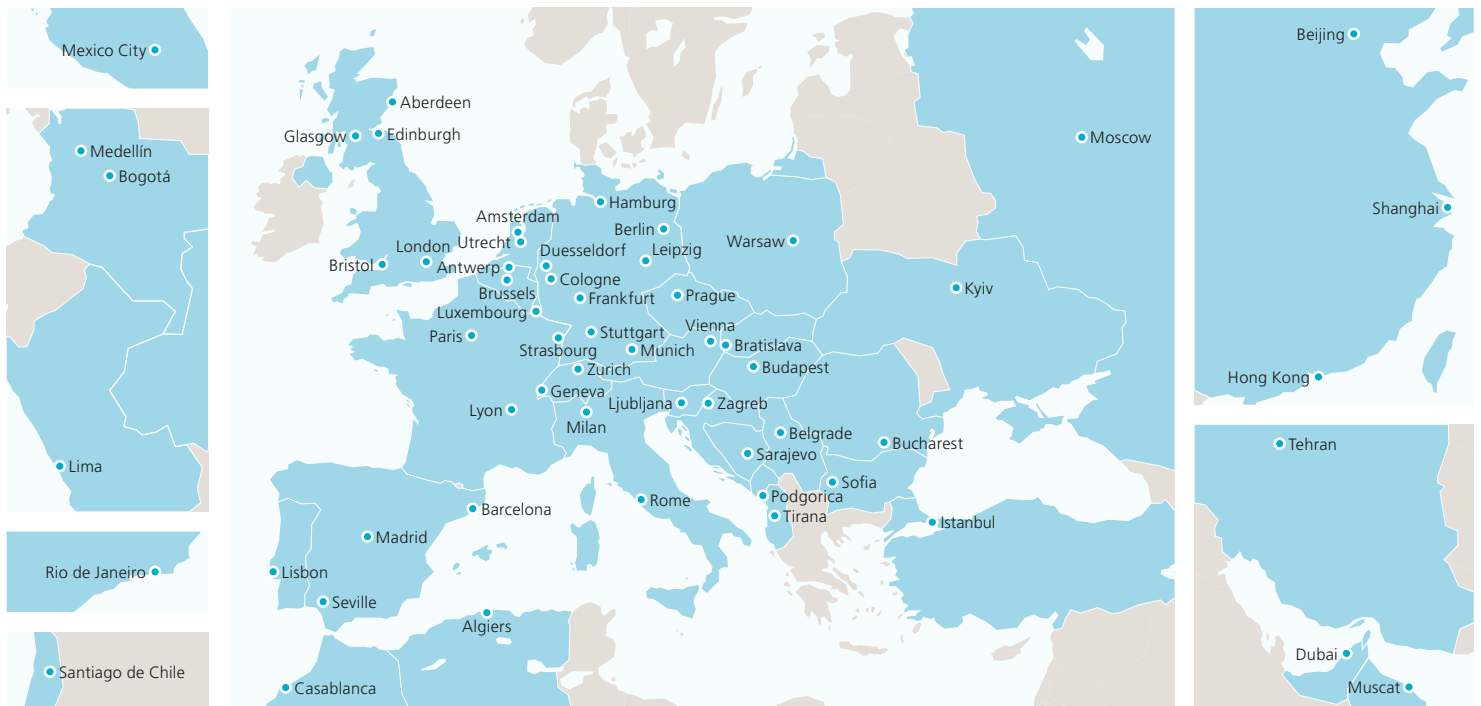 Mexico City
Medellín
Bogotá
Lima
Rio de Janeiro
Santiago de Chile
Aberdeen
Glasgow
Edinburgh
Moscow
Hamburg
Amsterdam
Berlin
Utrecht
Warsaw
London
Duesseldorf
Leipzig
Bristol
Antwerp
Cologne
Kyiv
Brussels
Frankfurt
Prague
Luxembourg
Vienna
Paris
Stuttgart
Strasbourg
Munich
Bratislava
Zurich
Budapest
Geneva
Lyon
Ljubljana
Zagreb
Milan
Belgrade
Bucharest
Sarajevo
Sofia
Podgorica
Rome
Barcelona
Tirana
Istanbul
Madrid
Lisbon
Seville
Algiers
Casablanca
Beijing
Shanghai
Hong Kong
Tehran
Dubai
Muscat